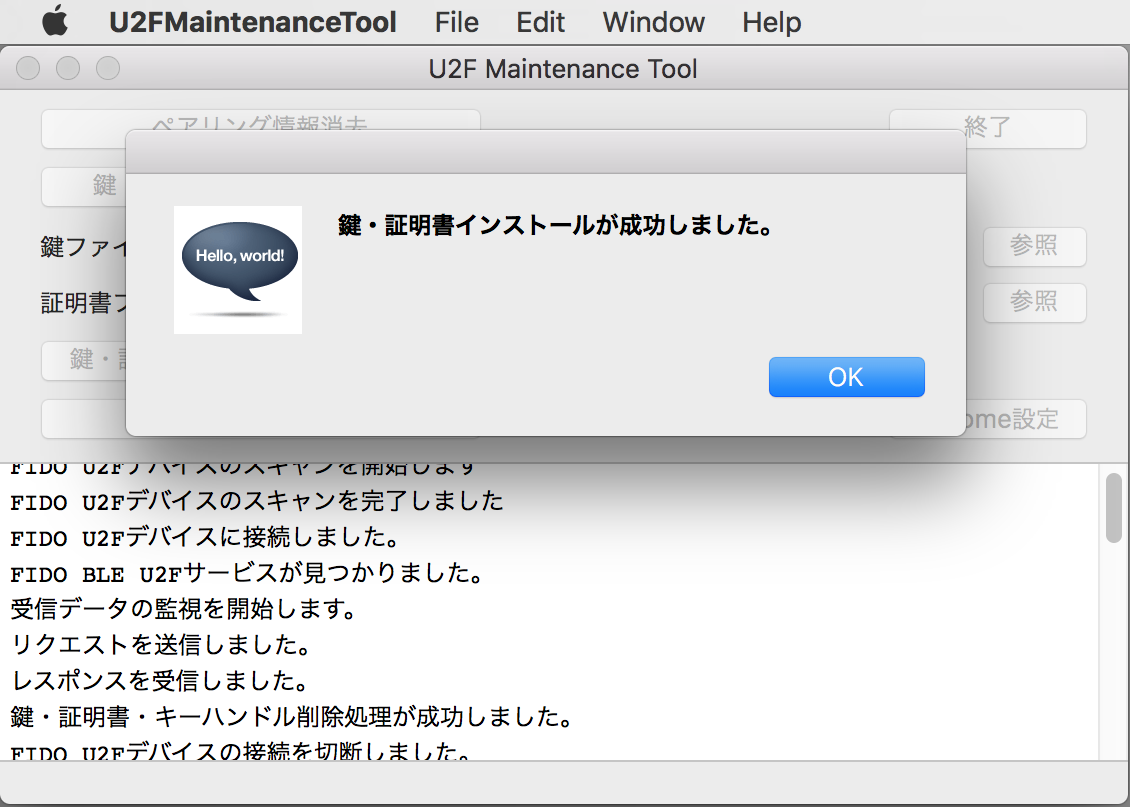 U2FMaintenanceTool File Edit Window Help
U2F Maintenance Tool
ペアリング情報消去
終了
鍵
鍵・証明書インストールが成功しました。
Hello, world!
鍵ファイ
参照
証明書フ
参照
鍵・証
OK
ome設定
FIDO U2Fデバイスのスキャンを開始します
FIDO U2Fデバイスのスキャンを完了しました
FIDO U2Fデバイスに接続しました。
FIDO BLE U2Fサービスが見つかりました。
受信データの監視を開始します。
リクエストを送信しました。
レスポンスを受信しました。
鍵・証明書・キーハンドル削除処理が成功しました。
FIDO U2Fデバイスの接続を切断しました。